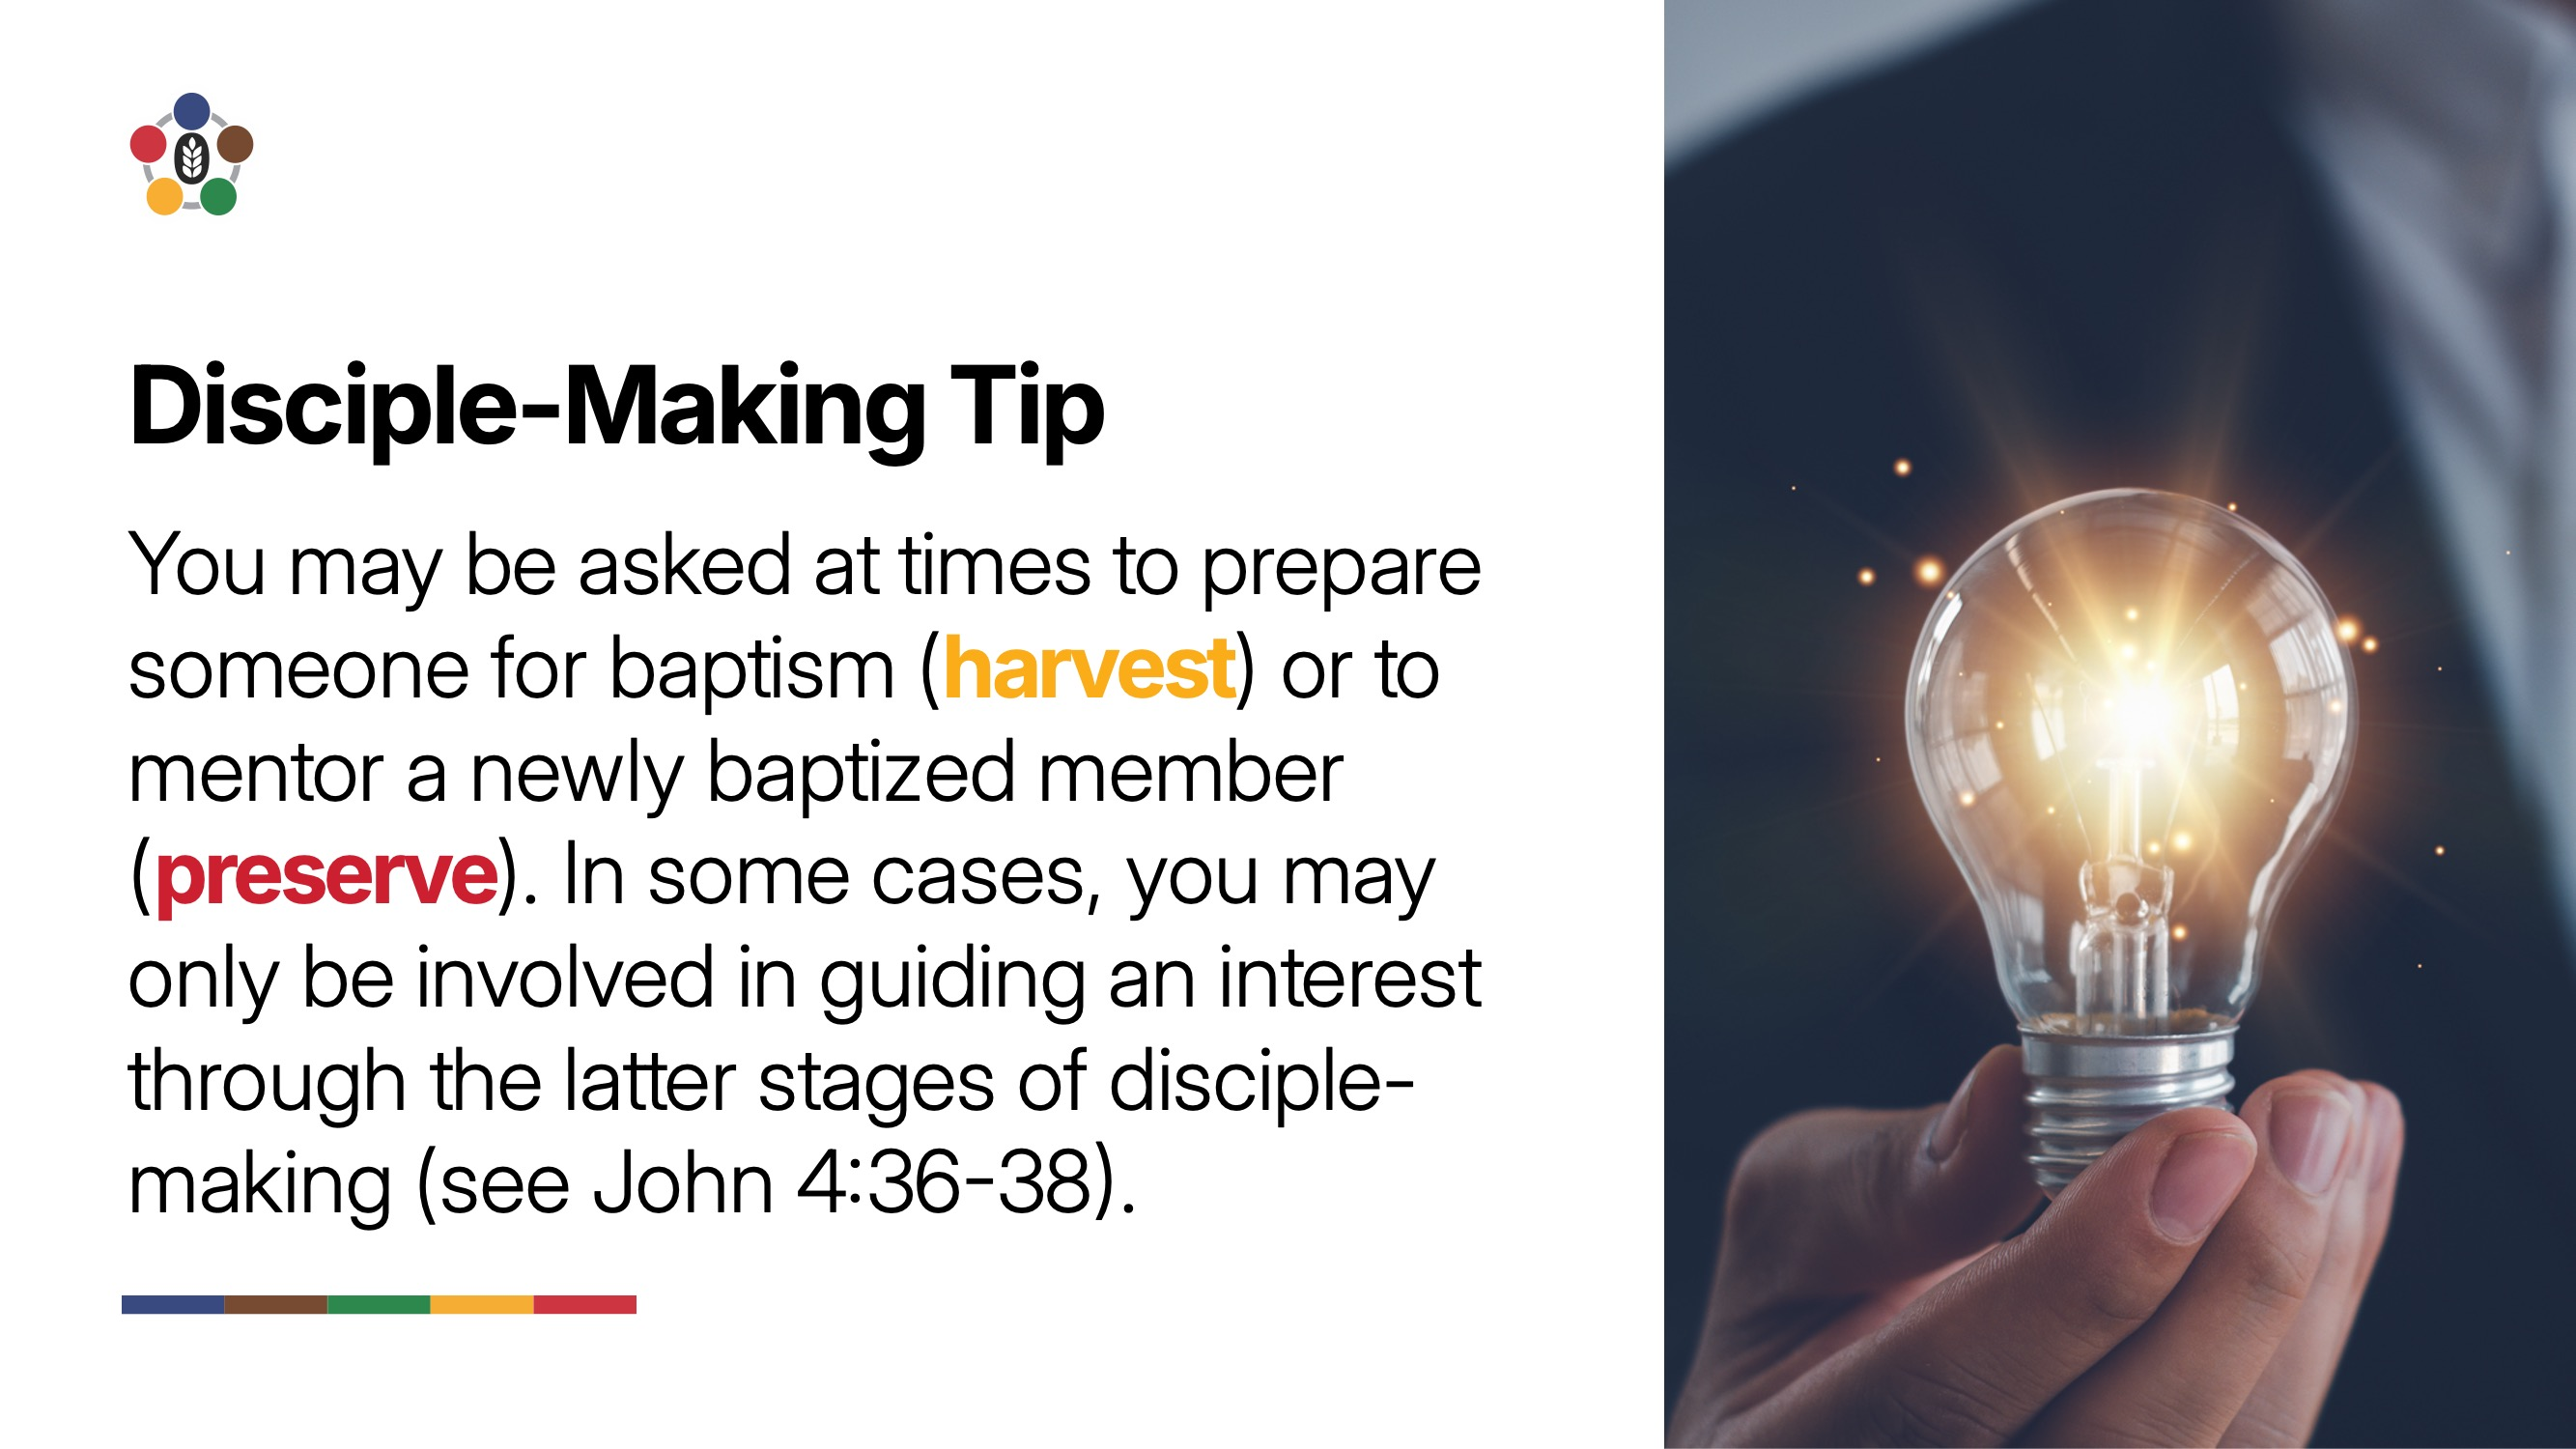 Disciple-Making Tip
You may be asked at times to prepare
someone for baptism (harvest) or to
mentor a newly baptized member
(preserve). In some cases, you may
only be involved in guiding an interest
through the latter stages of disciple-
making (see John 4:36-38).